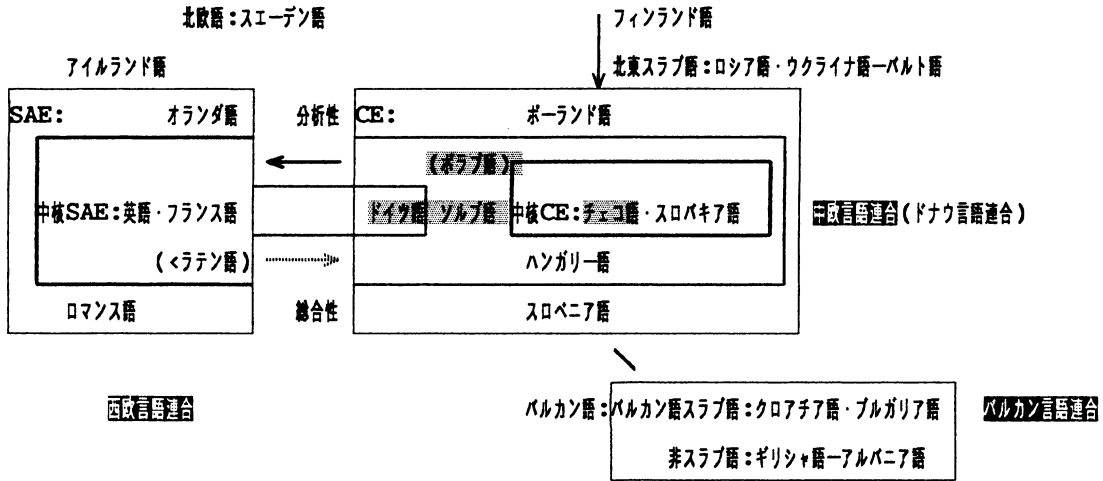 北欧語：スエーデン語
フィンランド語
アイルランド語
北東スラブ語：ロシア語・ウクライナ語ーバルト語
SAE：
オランダ語
分析性
CE：
ポーランド語
(ポラブ語)
中核SAE：英語・フランス語
ドイツ語
ソルブ語
中核CE：チェコ語・スロバキア語
中欧言語連合(ドナウ言語連合)
(<ラテン語)
ハンガリー語
ロマンス語
総合性
スロベニア語
西欧言語連合
バルカン語：バルカン語スラブ語：クロアチア語・ブルガリア語
バルカン言語連合
非スラブ語：ギリシャ語ーアルバニア語